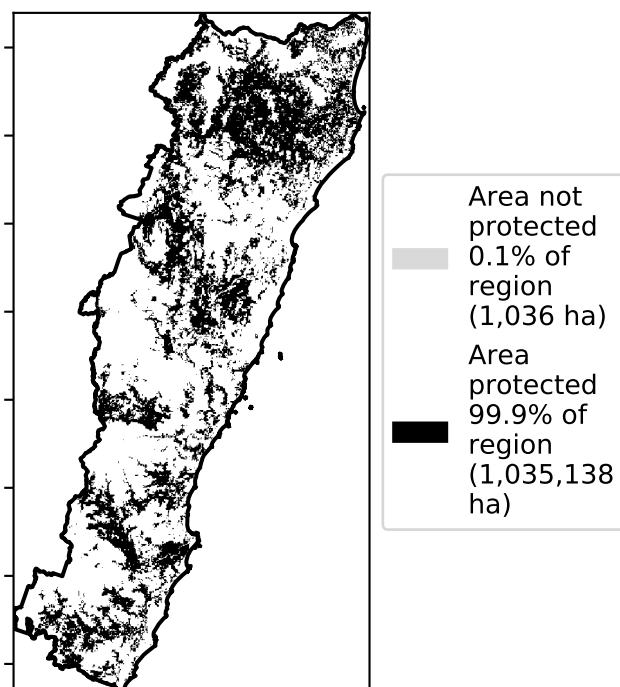 Area not
protected
0.1% of
region
(1,036 ha)
Area
protected
99.9% of
region
(1,035,138
ha)